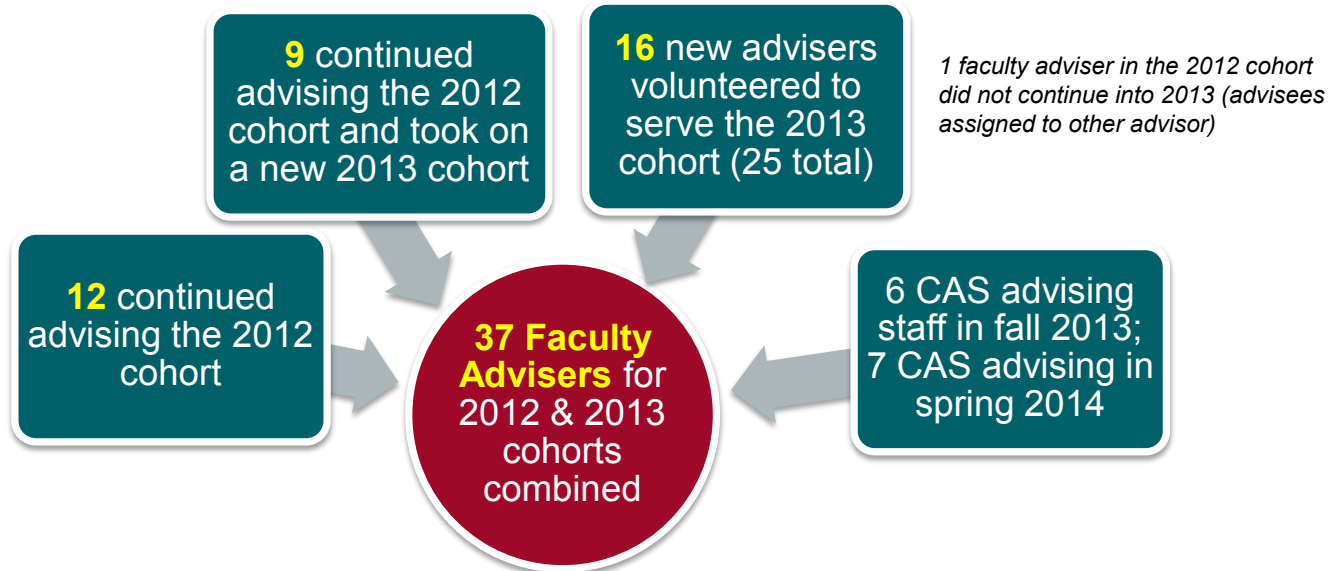 9 continued
advising the 2012
cohort and took on
a new 2013 cohort
16 new advisers
volunteered to
serve the 2013
cohort (25 total)
1 faculty adviser in the 2012 cohort
did not continue into 2013 (advisees
assigned to other advisor)
12 continued
advising the 2012
cohort
37 Faculty
Advisers for
2012 & 2013
cohorts
combined
6 CAS advising
staff in fall 2013;
7 CAS advising in
spring 2014